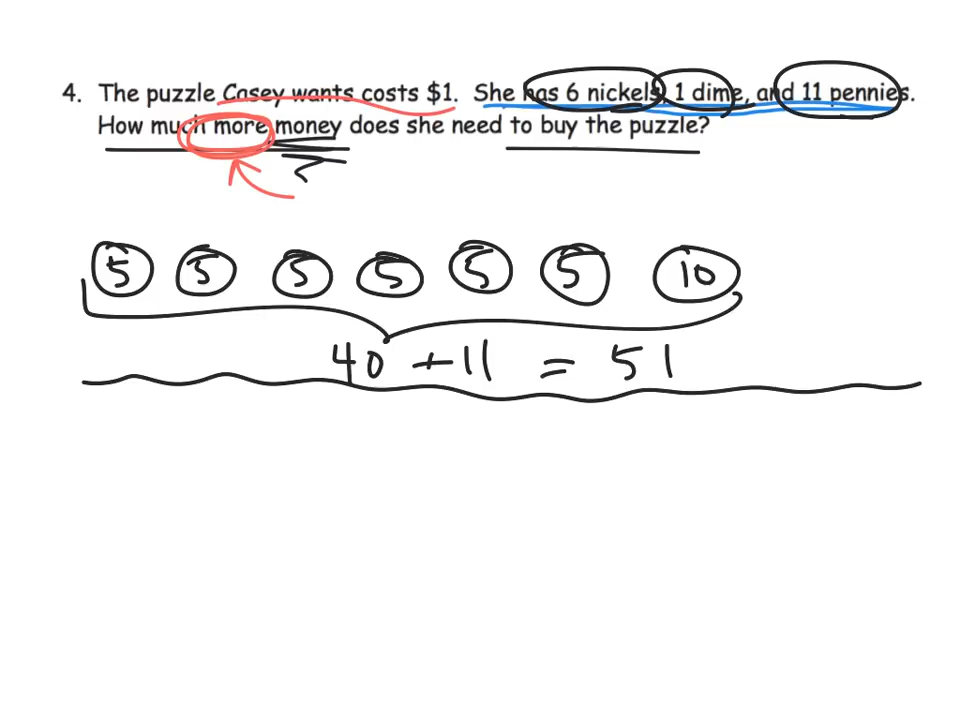 4. The puzzle Casey wants costs $1. She has 6 nickels, 1 dime, and 11 pennies.
How much more money does she need to buy the puzzle?
5 5 5 5 5 5 10
40 + 11 = 51